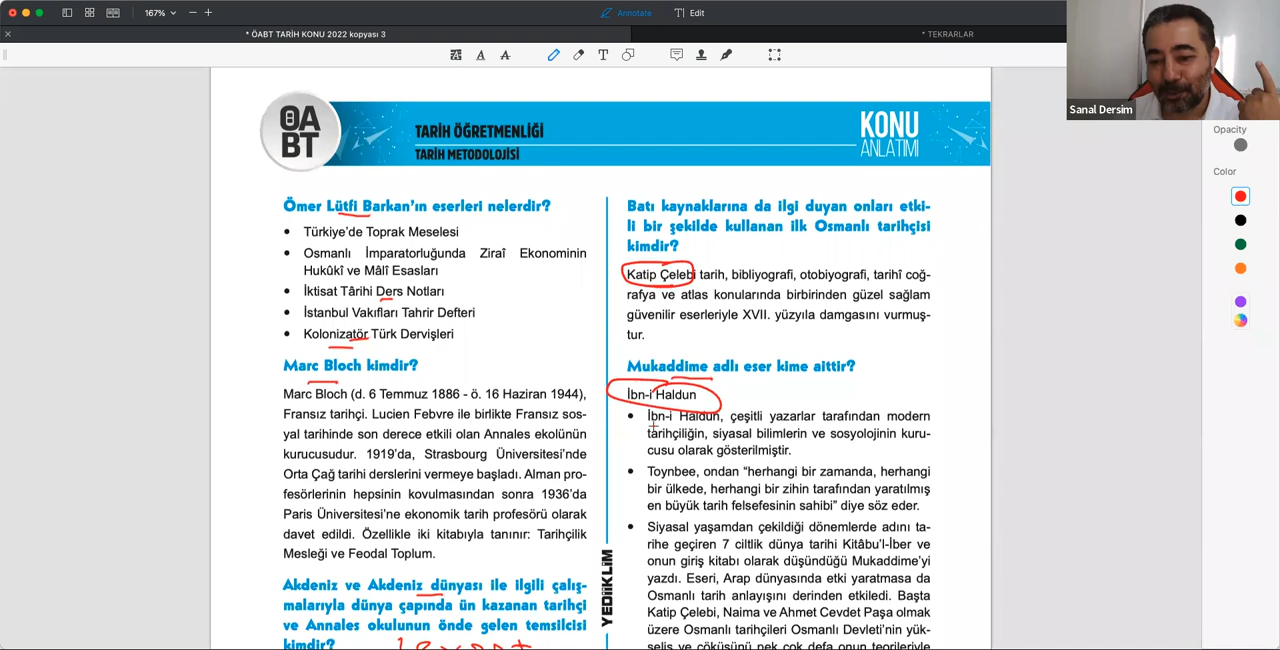 167%
Annotate
Edit
* ÖABT TARİH KONU 2022 kopyası 3
* TEKRARLAR
Sanal Dersim
Opacity
Color
ÖABT
TARİH ÖĞRETMENLİĞİ
TARİH METODOLOJİSİ
KONU
ANLATIMI
Ömer Lütfi Barkan'ın eserleri nelerdir?
• Türkiye'de Toprak Meselesi
• Osmanlı İmparatorluğunda Ziraî Ekonominin
Hukûkî ve Mâlî Esasları
• İktisat Târihi Ders Notları
• İstanbul Vakıfları Tahrir Defteri
• Kolonizatör Türk Dervişleri
Marc Bloch kimdir?
Marc Bloch (d. 6 Temmuz 1886 - ö. 16 Haziran 1944),
Fransız tarihçi. Lucien Febvre ile birlikte Fransız sos-
yal tarihinde son derece etkili olan Annales ekolünün
kurucusudur. 1919'da, Strasbourg Üniversitesi'nde
Orta Çağ tarihi derslerini vermeye başladı. Alman pro-
fesörlerinin hepsinin kovulmasından sonra 1936'da
Paris Üniversitesi'ne ekonomik tarih profesörü olarak
davet edildi. Özellikle iki kitabıyla tanınır: Tarihçilik
Mesleği ve Feodal Toplum.
Akdeniz ve Akdeniz dünyası ile ilgili çalış-
malarıyla dünya çapında ün kazanan tarihçi
ve Annales okulunun önde gelen temsilcisi
kimdir?
YEDİİKLİM
Batı kaynaklarına da ilgi duyan onları etki-
li bir şekilde kullanan ilk Osmanlı tarihçisi
kimdir?
Katip Çelebi tarih, bibliyografi, otobiyografi, tarihî coğ-
rafya ve atlas konularında birbirinden güzel sağlam
güvenilir eserleriyle XVII. yüzyıla damgasını vurmuş-
tur.
Mukaddime adlı eser kime aittir?
İbn-i Haldun
• İbn-i Haldun, çeşitli yazarlar tarafından modern
tarihçiliğin, siyasal bilimlerin ve sosyolojinin kuru-
cusu olarak gösterilmiştir.
• Toynbee, ondan "herhangi bir zamanda, herhangi
bir ülkede, herhangi bir zihin tarafından yaratılmış
en büyük tarih felsefesinin sahibi" diye söz eder.
• Siyasal yaşamdan çekildiği dönemlerde adını ta-
rihe geçiren 7 ciltlik dünya tarihi Kitâbu'l-İber ve
onun giriş kitabı olarak düşündüğü Mukaddime'yi
yazdı. Eseri, Arap dünyasında etki yaratmasa da
Osmanlı tarih anlayışını derinden etkiledi. Başta
Katip Çelebi, Naima ve Ahmet Cevdet Paşa olmak
üzere Osmanlı tarihçileri Osmanlı Devleti'nin yük-
seliş ve çöküşünü pek çok defa onun teorileriyle